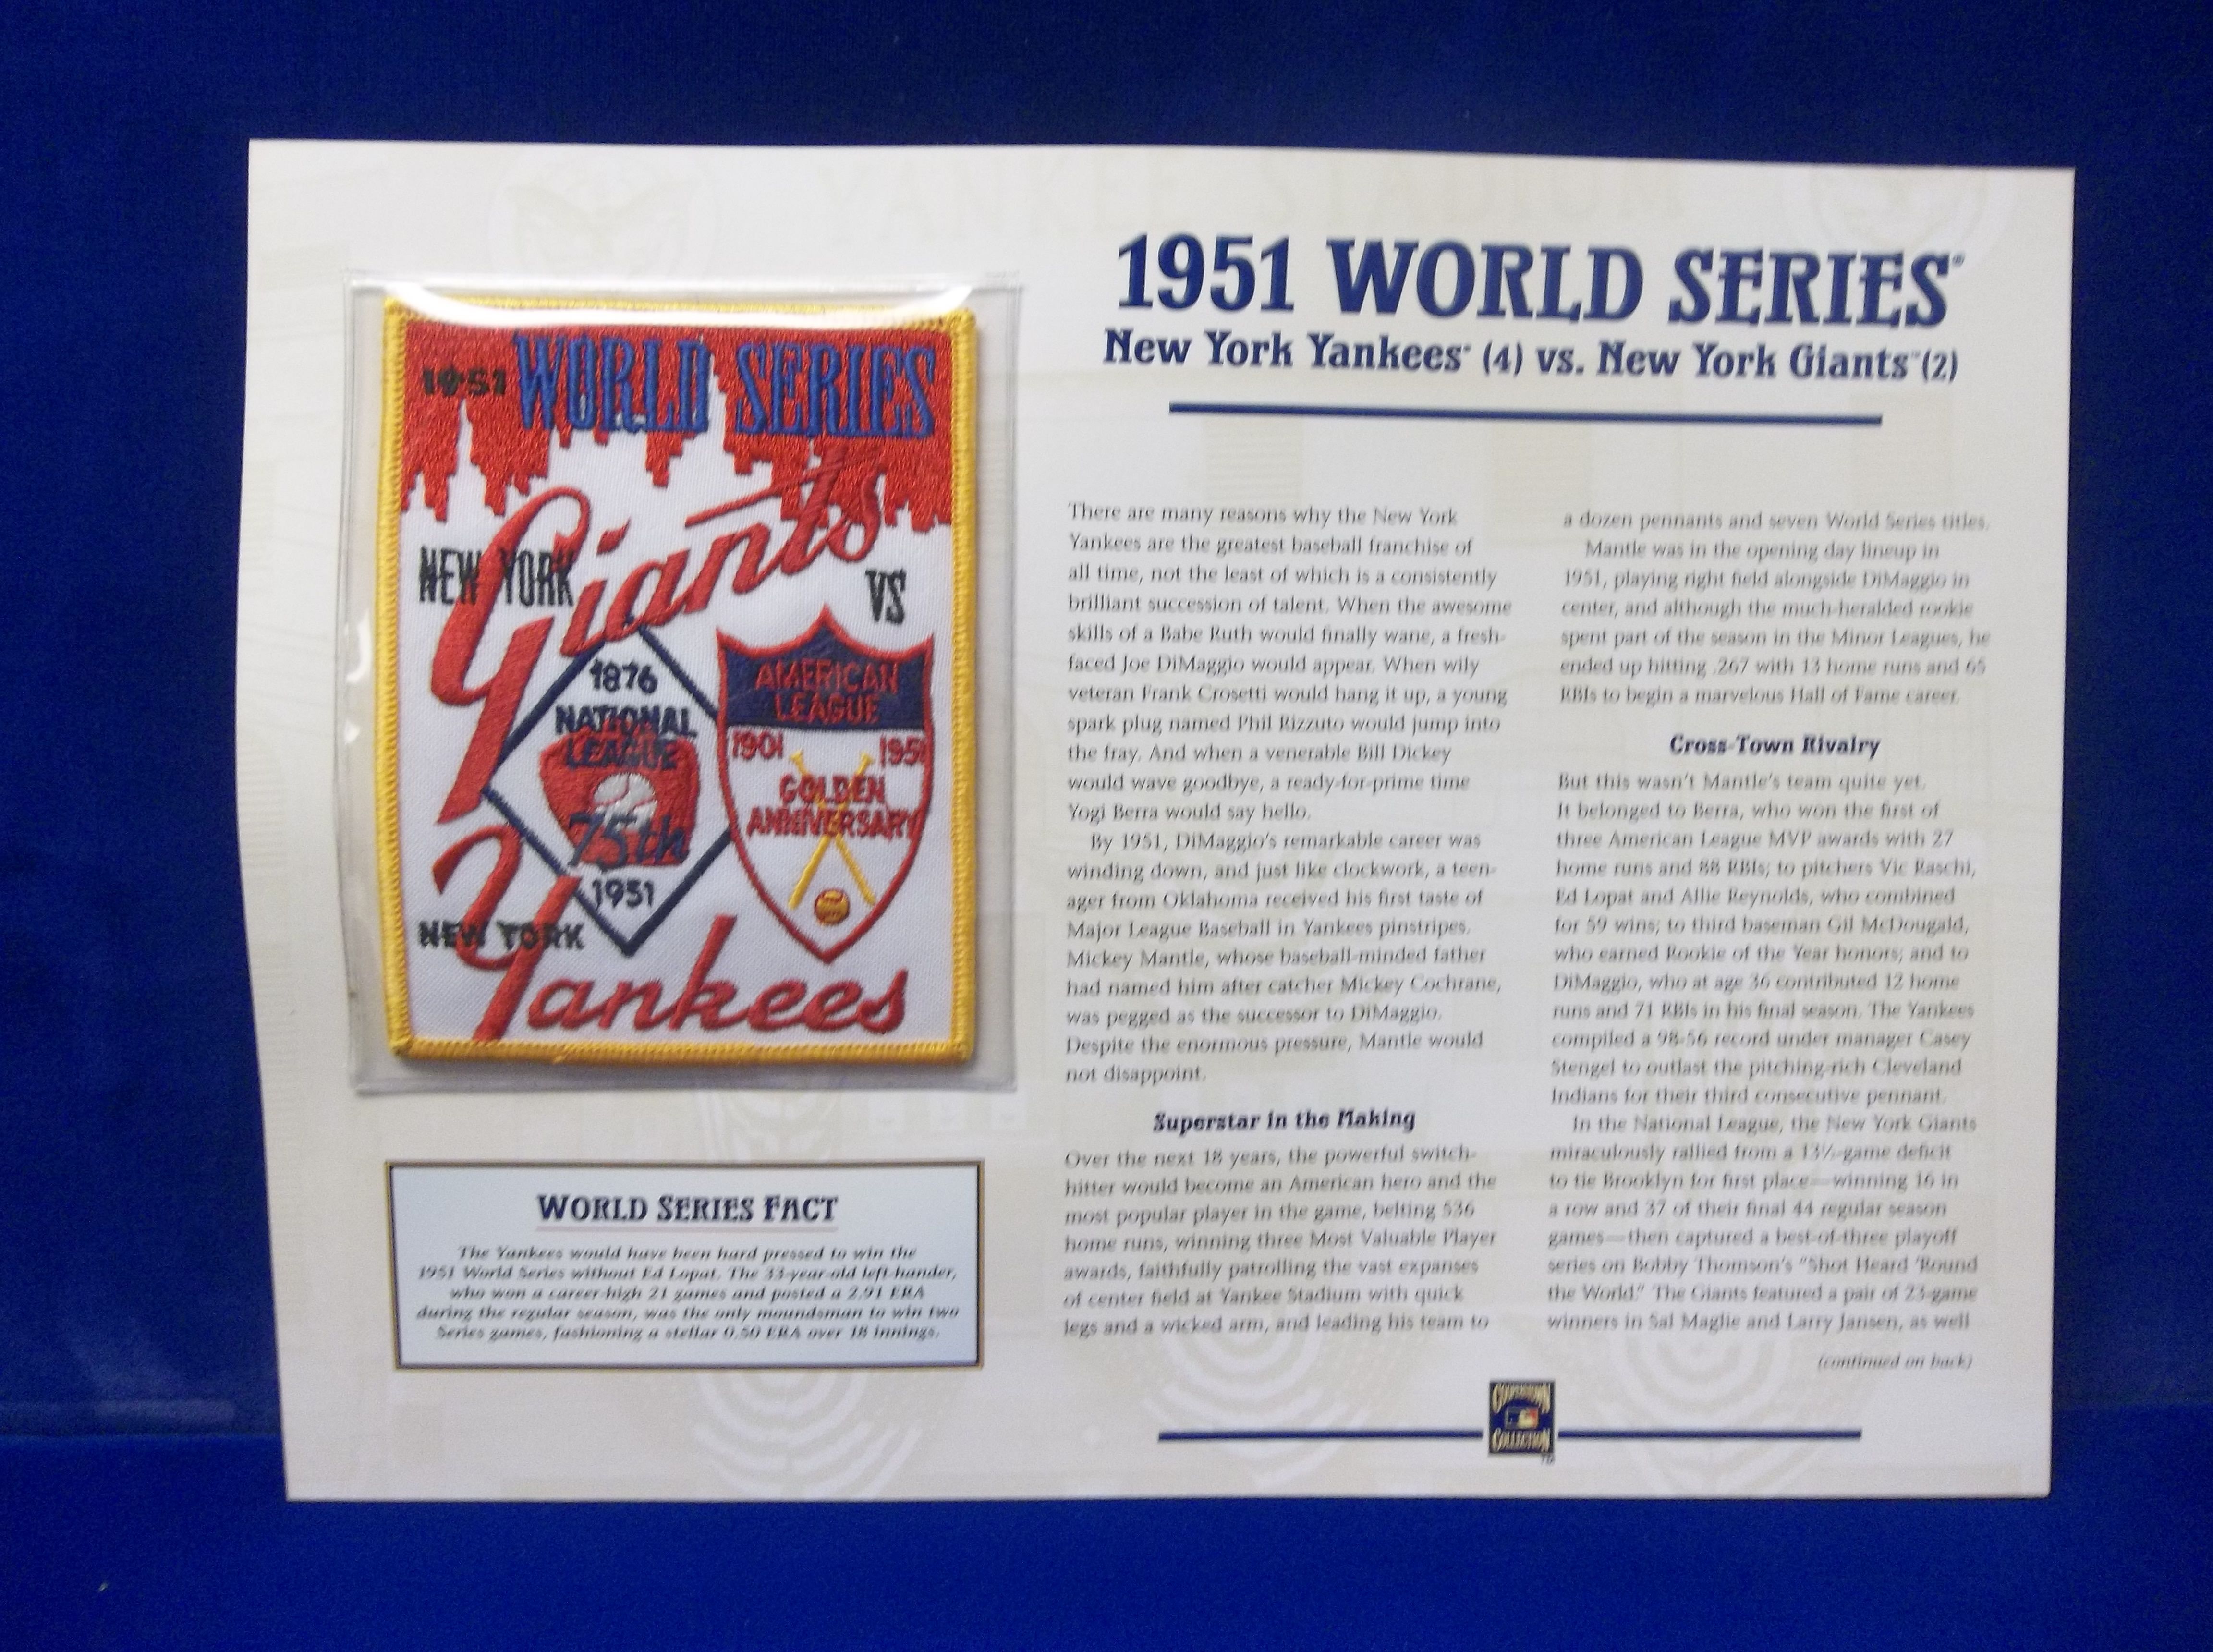 1951 WORLD SERIES
Giants
NEW YORK
VS
1876
NATIONAL
LEAGUE
75th
1951
AMERICAN
LEAGUE
1901 1951
GOLDEN
ANNIVERSARY
NEW YORK
Yankees
WORLD SERIES FACT
The Yankees would have been hard pressed to win the
1951 World Series without Ed Lopat. The 33-year-old left-hander,
who won a career-high 21 games and posted a 2.91 ERA
during the regular season, was the only moundsman to win two
Series games, fashioning a stellar 0.50 ERA over 18 innings.
1951 WORLD SERIES®
New York Yankees® (4) vs. New York Giants™ (2)
There are many reasons why the New York
Yankees are the greatest baseball franchise of
all time, not the least of which is a consistently
brilliant succession of talent. When the awesome
skills of a Babe Ruth would finally wane, a fresh-
faced Joe DiMaggio would appear. When wily
veteran Frank Crosetti would hang it up, a young
spark plug named Phil Rizzuto would jump into
the fray. And when a venerable Bill Dickey
would wave goodbye, a ready-for-prime time
Yogi Berra would say hello.
By 1951, DiMaggio's remarkable career was
winding down, and just like clockwork, a teen-
ager from Oklahoma received his first taste of
Major League Baseball in Yankees pinstripes.
Mickey Mantle, whose baseball-minded father
had named him after catcher Mickey Cochrane,
was pegged as the successor to DiMaggio.
Despite the enormous pressure, Mantle would
not disappoint.
Superstar in the Making
Over the next 18 years, the powerful switch-
hitter would become an American hero and the
most popular player in the game, belting 536
home runs, winning three Most Valuable Player
awards, faithfully patrolling the vast expanses
of center field at Yankee Stadium with quick
legs and a wicked arm, and leading his team to
a dozen pennants and seven World Series titles.
Mantle was in the opening day lineup in
1951, playing right field alongside DiMaggio in
center, and although the much-heralded rookie
spent part of the season in the Minor Leagues, he
ended up hitting .267 with 13 home runs and 65
RBIs to begin a marvelous Hall of Fame career.
Cross-Town Rivalry
But this wasn't Mantle's team quite yet.
It belonged to Berra, who won the first of
three American League MVP awards with 27
home runs and 88 RBIs; to pitchers Vic Raschi,
Ed Lopat and Allie Reynolds, who combined
for 59 wins; to third baseman Gil McDougald,
who earned Rookie of the Year honors; and to
DiMaggio, who at age 36 contributed 12 home
runs and 71 RBIs in his final season. The Yankees
compiled a 98-56 record under manager Casey
Stengel to outlast the pitching-rich Cleveland
Indians for their third consecutive pennant.
In the National League, the New York Giants
miraculously rallied from a 13½-game deficit
to tie Brooklyn for first place—winning 16 in
a row and 37 of their final 44 regular season
games—then captured a best-of-three playoff
series on Bobby Thomson's "Shot Heard 'Round
the World." The Giants featured a pair of 23-game
winners in Sal Maglie and Larry Jansen, as well
(continued on back)
COOPERSTOWN
COLLECTION
TM